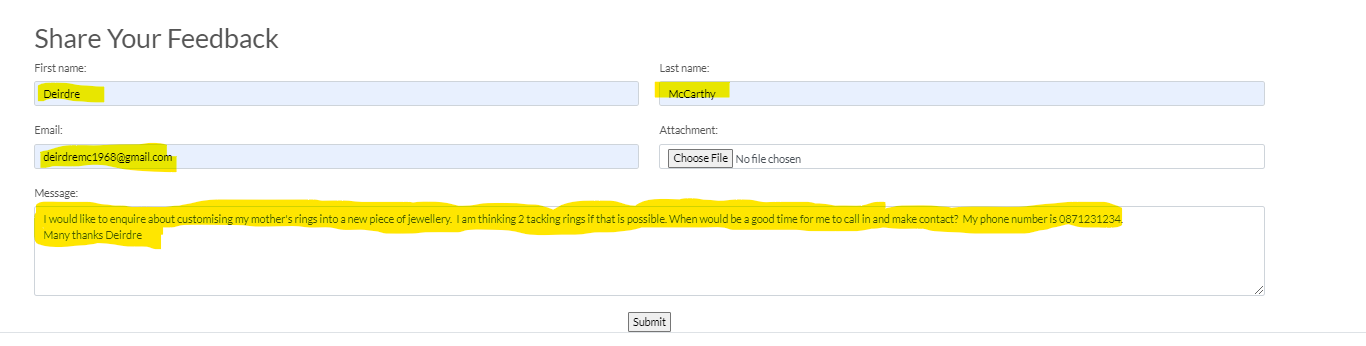 Share Your Feedback
First name: Last name:
Deirdre McCarthy
Email: Attachment:
deirdremc1968@gmail.com Choose File No file chosen
Message:
I would like to enquire about customising my mother's rings into a new piece of jewellery. I am thinking 2 tacking rings if that is possible. When would be a good time for me to call in and make contact? My phone number is 0871231234.
Many thanks Deirdre
Submit